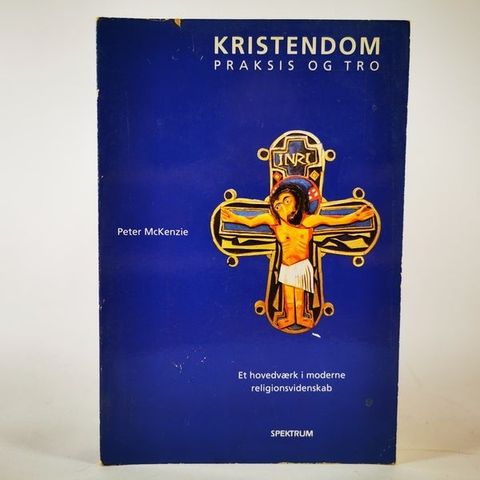 KRISTENDOM
PRAKSIS OG TRO
INRI
Peter McKenzie
Et hovedværk i moderne
religionsvidenskab
SPEKTRUM